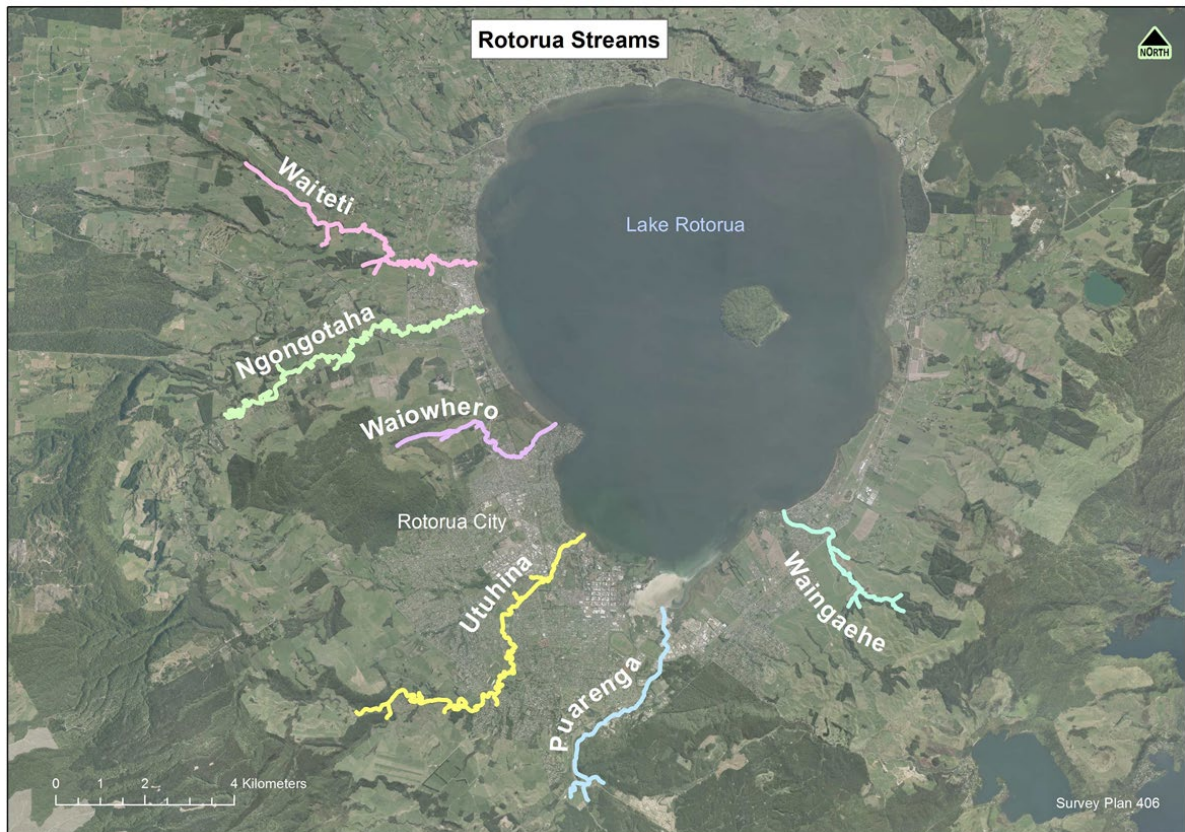 Rotorua Streams
NORTH
Waiteti
Lake Rotorua
Ngongotaha
Waiowhero
Rotorua City
Utuhina
Waingaehe
Puarenga
0 2 4 Kilometers
Survey Plan 406